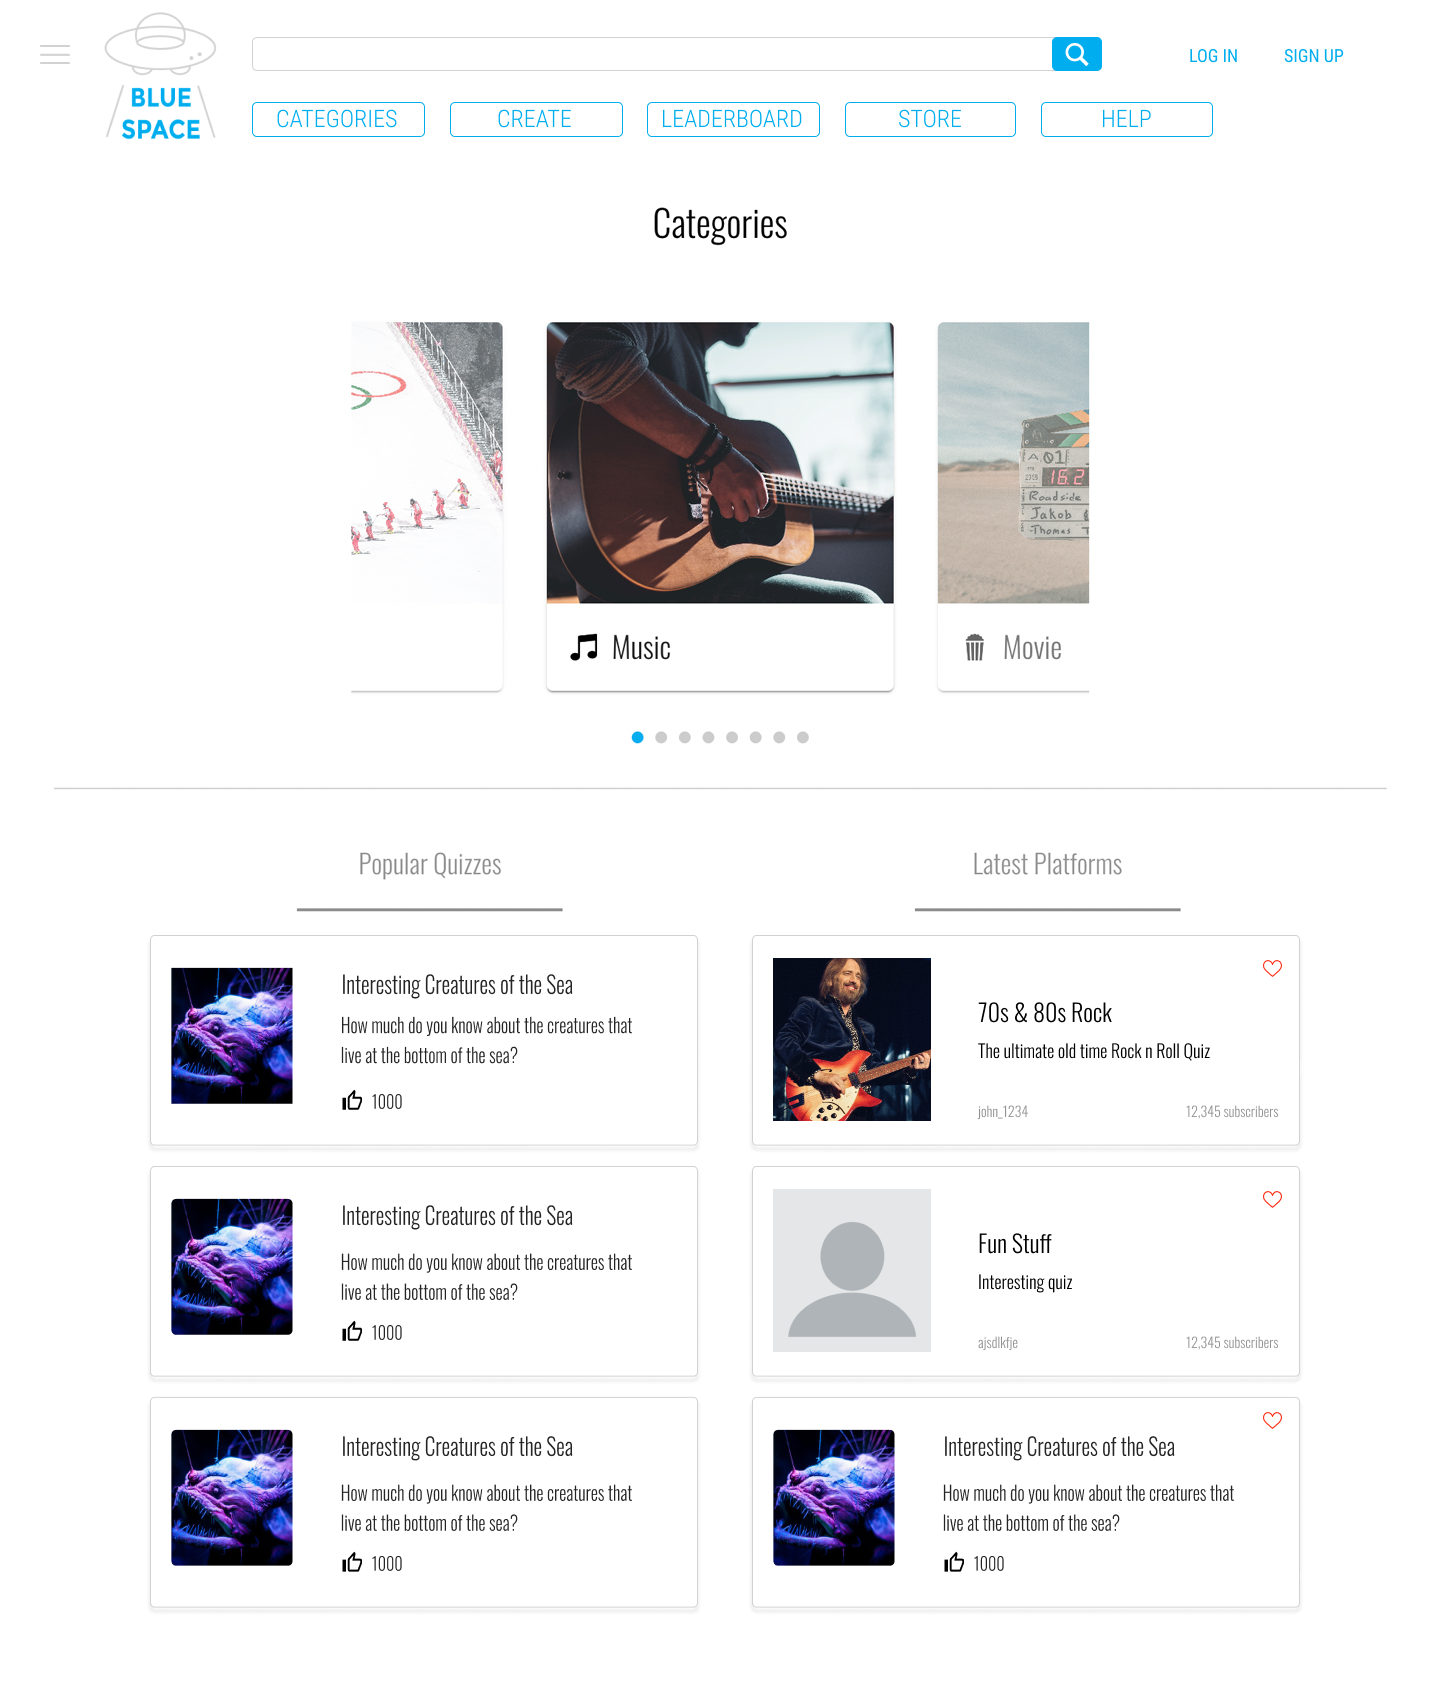 LOG IN
SIGN UP
BLUE
SPACE
CATEGORIES
CREATE
LEADERBOARD
STORE
HELP
Categories
A 01
16:2
Roadside
Jakob
Thomas T
Music
Movie
Popular Quizzes
Latest Platforms
Interesting Creatures of the Sea
How much do you know about the creatures that
live at the bottom of the sea?
1000
70s & 80s Rock
The ultimate old time Rock n Roll Quiz
john_1234
12,345 subscribers
Interesting Creatures of the Sea
How much do you know about the creatures that
live at the bottom of the sea?
1000
Fun Stuff
Interesting quiz
ajsdlkfje
12,345 subscribers
Interesting Creatures of the Sea
How much do you know about the creatures that
live at the bottom of the sea?
1000
Interesting Creatures of the Sea
How much do you know about the creatures that
live at the bottom of the sea?
1000